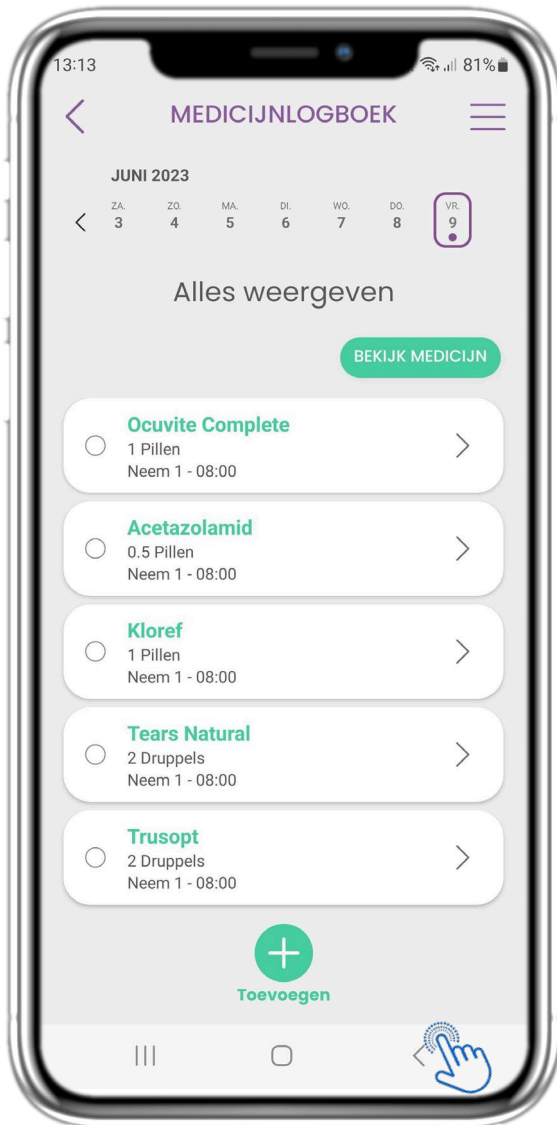 13:13 81%
MEDICIJNLOGBOEK
JUNI 2023
ZA. ZO. MA. DI. WO. DO. VR.
3 4 5 6 7 8 9
Alles weergeven
BEKIJK MEDICIJN
Ocuvite Complete
1 Pillen
Neem 1 - 08:00
Acetazolamid
0.5 Pillen
Neem 1 - 08:00
Kloref
1 Pillen
Neem 1 - 08:00
Tears Natural
2 Druppels
Neem 1 - 08:00
Trusopt
2 Druppels
Neem 1 - 08:00
Toevoegen